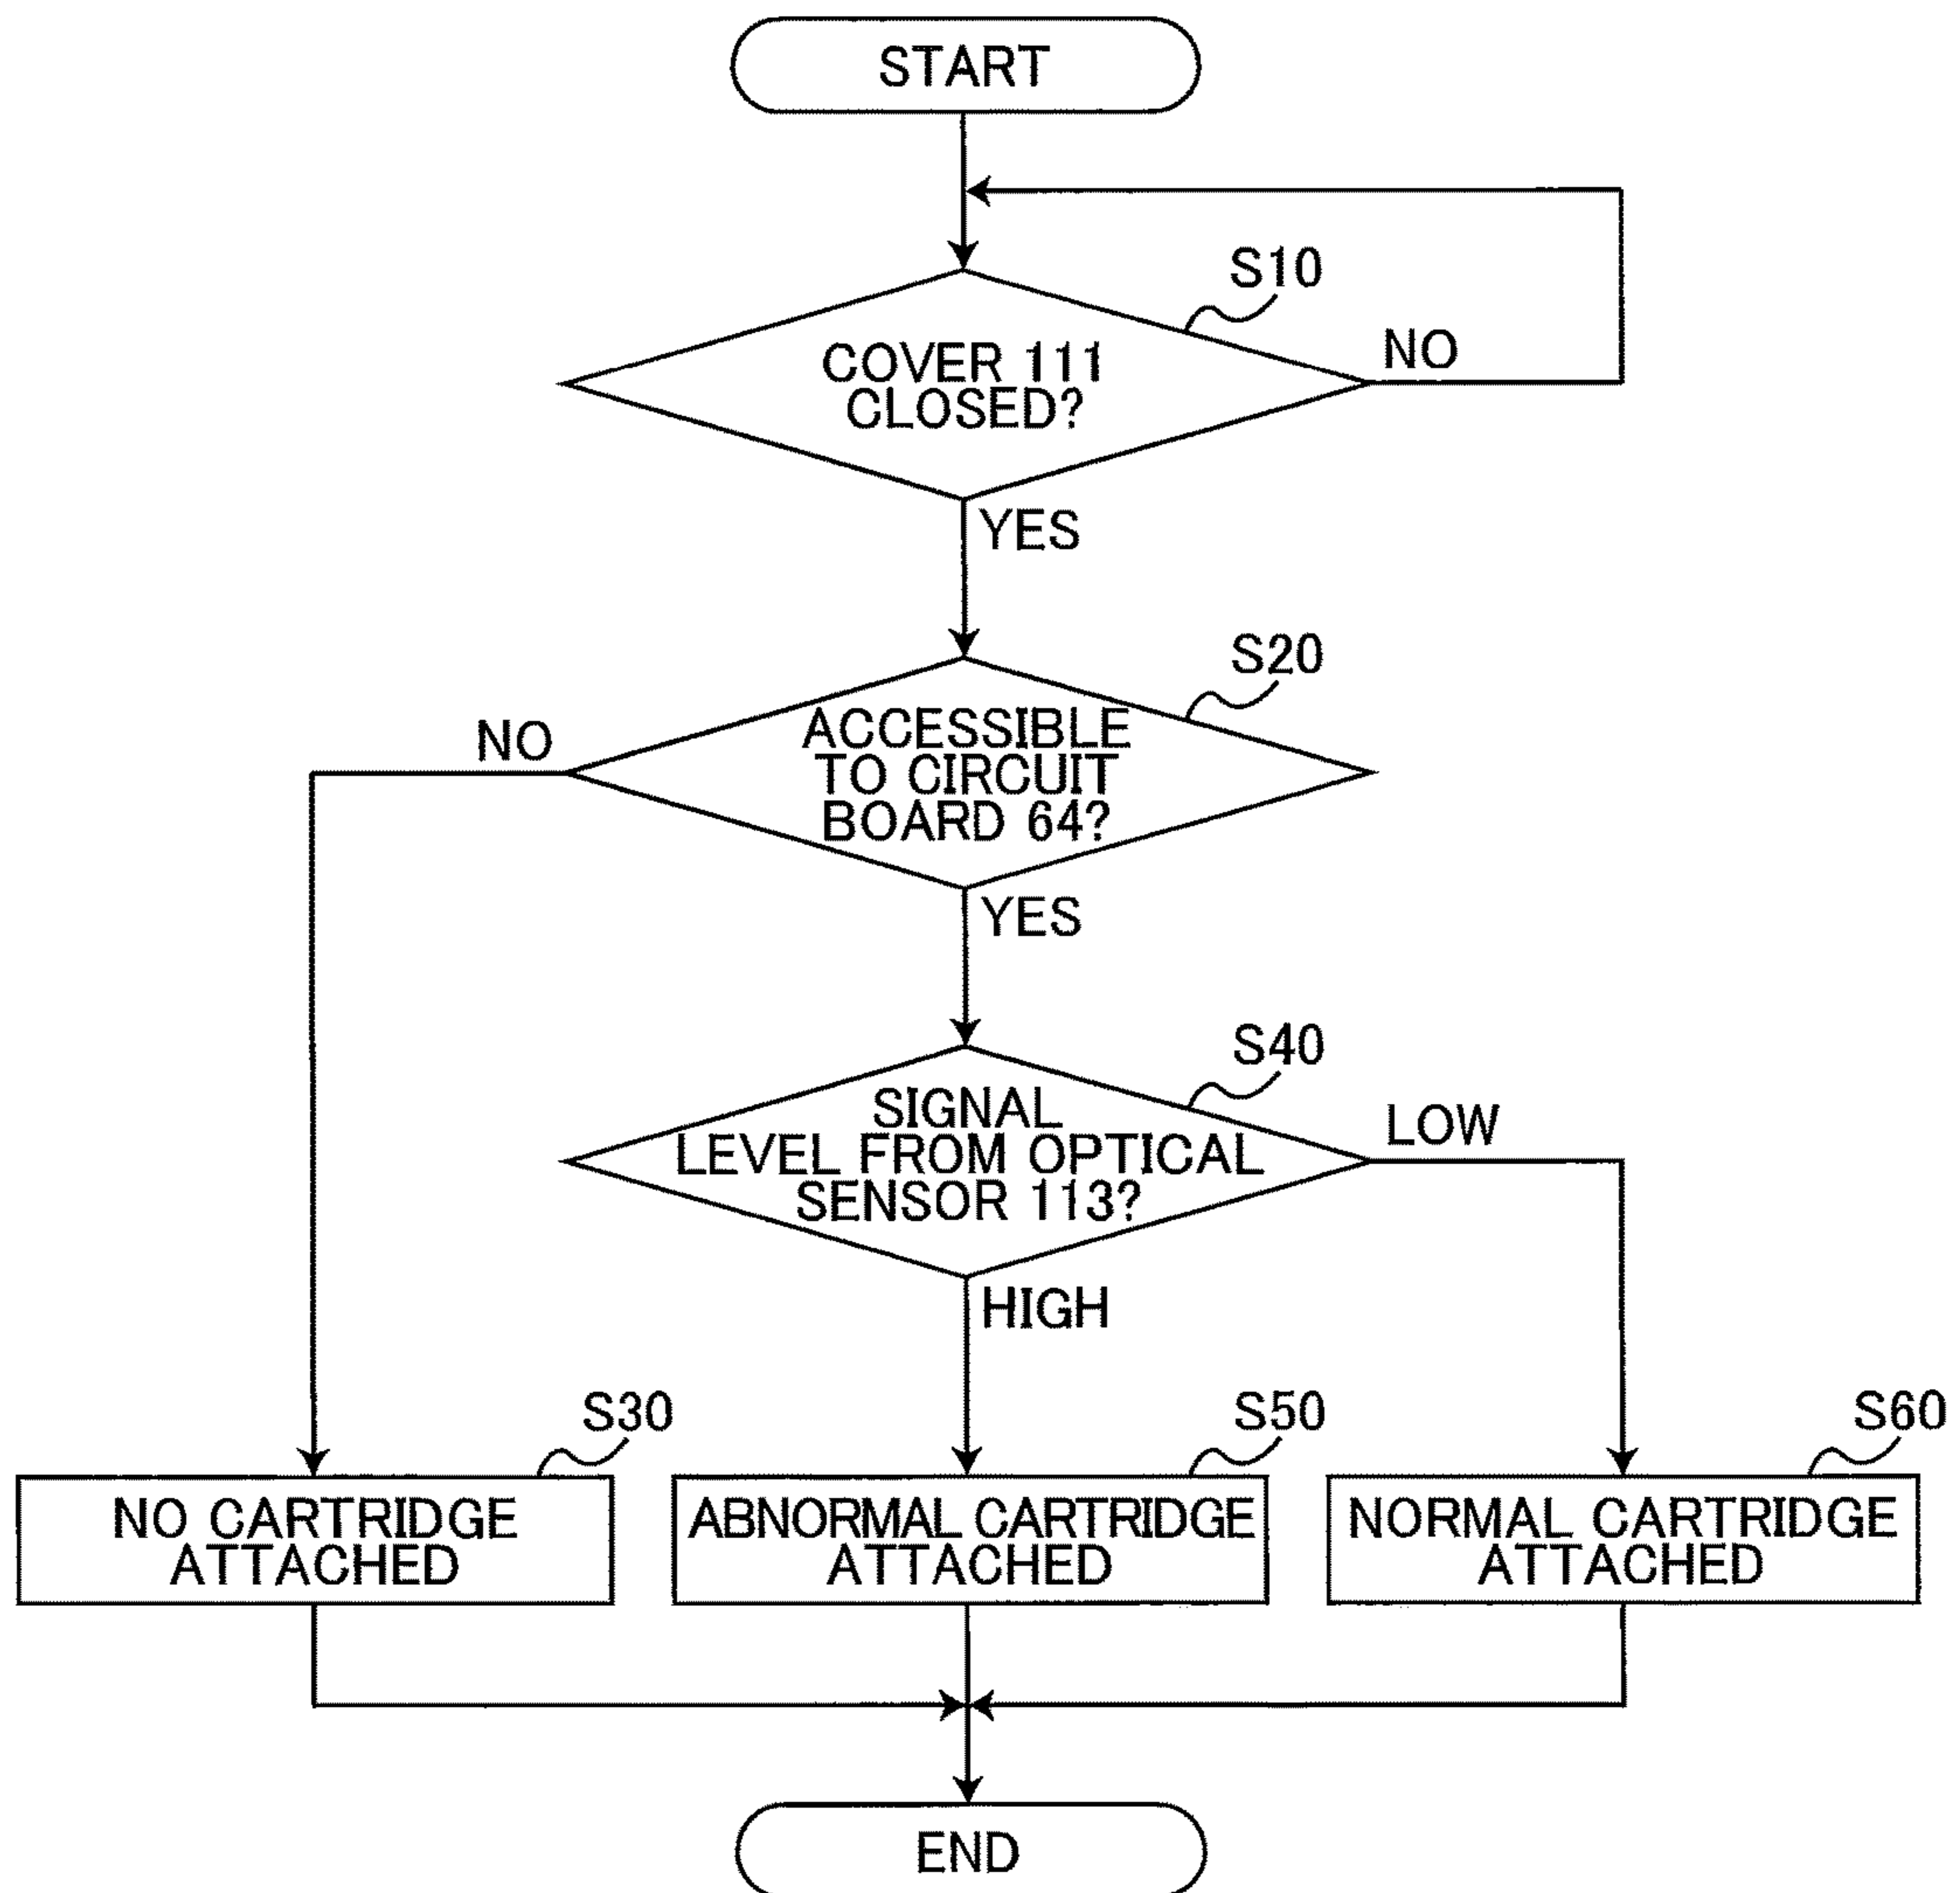 START
S10
COVER 111
CLOSED?
NO
YES
S20
NO
ACCESSIBLE
TO CIRCUIT
BOARD 64?
YES
S40
SIGNAL
LEVEL FROM OPTICAL
SENSOR 113?
LOW
HIGH
S30
NO CARTRIDGE
ATTACHED
S50
ABNORMAL CARTRIDGE
ATTACHED
S60
NORMAL CARTRIDGE
ATTACHED
END